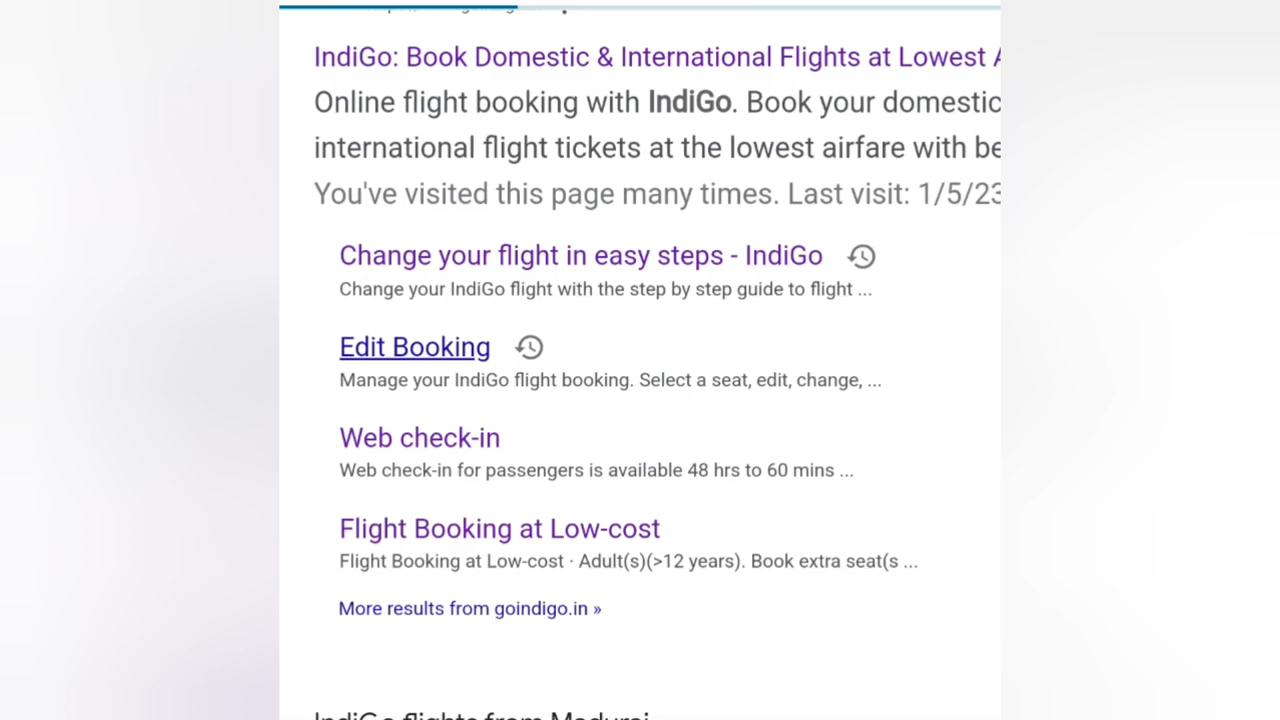 IndiGo: Book Domestic & International Flights at Lowest
Online flight booking with IndiGo. Book your domestic
international flight tickets at the lowest airfare with be
You've visited this page many times. Last visit: 1/5/23
Change your flight in easy steps - IndiGo
Change your IndiGo flight with the step by step guide to flight ...
Edit Booking
Manage your IndiGo flight booking. Select a seat, edit, change, ...
Web check-in
Web check-in for passengers is available 48 hrs to 60 mins ...
Flight Booking at Low-cost
Flight Booking at Low-cost · Adult(s)(>12 years). Book extra seat(s ...
More results from goindigo.in »
IndiGo flights from Madurai